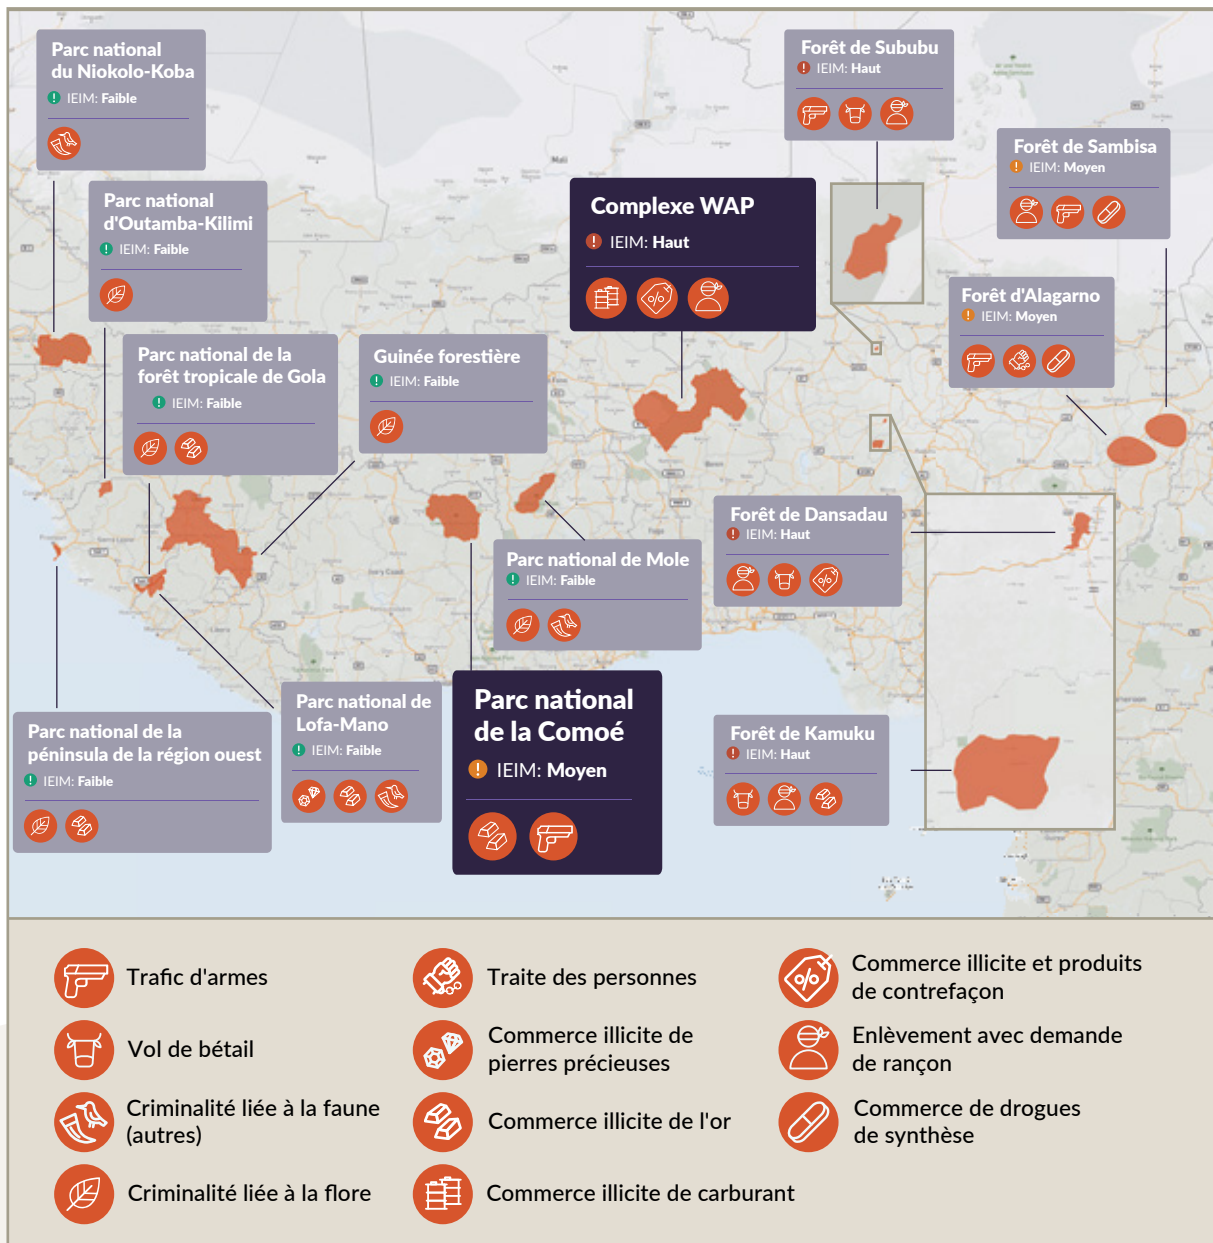 Parc national
du Niokolo-Koba
IEIM: Faible
Parc national
d'Outamba-Kilimi
IEIM: Faible
Parc national de la
forêt tropicale de Gola
IEIM: Faible
Guinée forestière
IEIM: Faible
Complexe WAP
IEIM: Haut
Forêt de Sububu
IEIM: Haut
Forêt de Sambisa
IEIM: Moyen
Forêt d'Alagarno
IEIM: Moyen
Mali
Forêt de Dansadau
IEIM: Haut
Parc national de Mole
IEIM: Faible
Parc national de
Lofa-Mano
IEIM: Faible
Parc national
de la Comoé
IEIM: Moyen
Forêt de Kamuku
IEIM: Haut
Parc national de la
péninsula de la région ouest
IEIM: Faible
Trafic d'armes
Vol de bétail
Criminalité liée à la faune
(autres)
Criminalité liée à la flore
Traite des personnes
Commerce illicite de
pierres précieuses
Commerce illicite de l'or
Commerce illicite de carburant
Commerce illicite et produits
de contrefaçon
Enlèvement avec demande
de rançon
Commerce de drogues
de synthèse